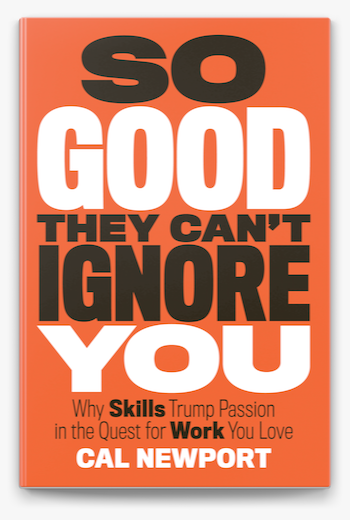 SO
GOOD
THEY CAN'T
IGNORE
YOU
Why Skills Trump Passion
in the Quest for Work You Love
CAL NEWPORT